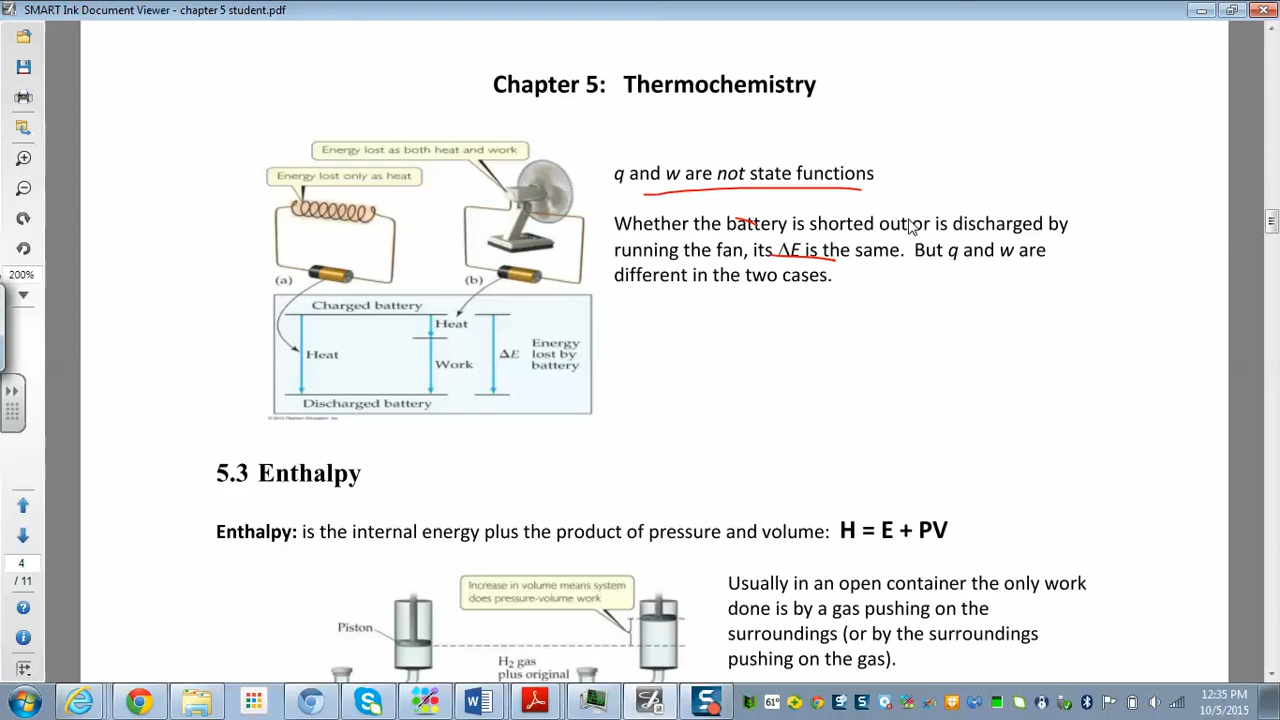 SMART Ink Document Viewer - chapter 5 student.pdf
Chapter 5: Thermochemistry
Energy lost as both heat and work
Energy lost only as heat
(a)
(b)
Charged battery
Heat
Heat
Work
ΔE
Energy
lost by
battery
Discharged battery
q and w are not state functions
Whether the battery is shorted out or is discharged by
running the fan, its ΔE is the same. But q and w are
different in the two cases.
5.3 Enthalpy
Enthalpy: is the internal energy plus the product of pressure and volume: H = E + PV
Increase in volume means system
does pressure-volume work
Piston
H2 gas
plus original
Usually in an open container the only work
done is by a gas pushing on the
surroundings (or by the surroundings
pushing on the gas).
200%
4
/ 11
61°
12:35 PM
10/5/2015